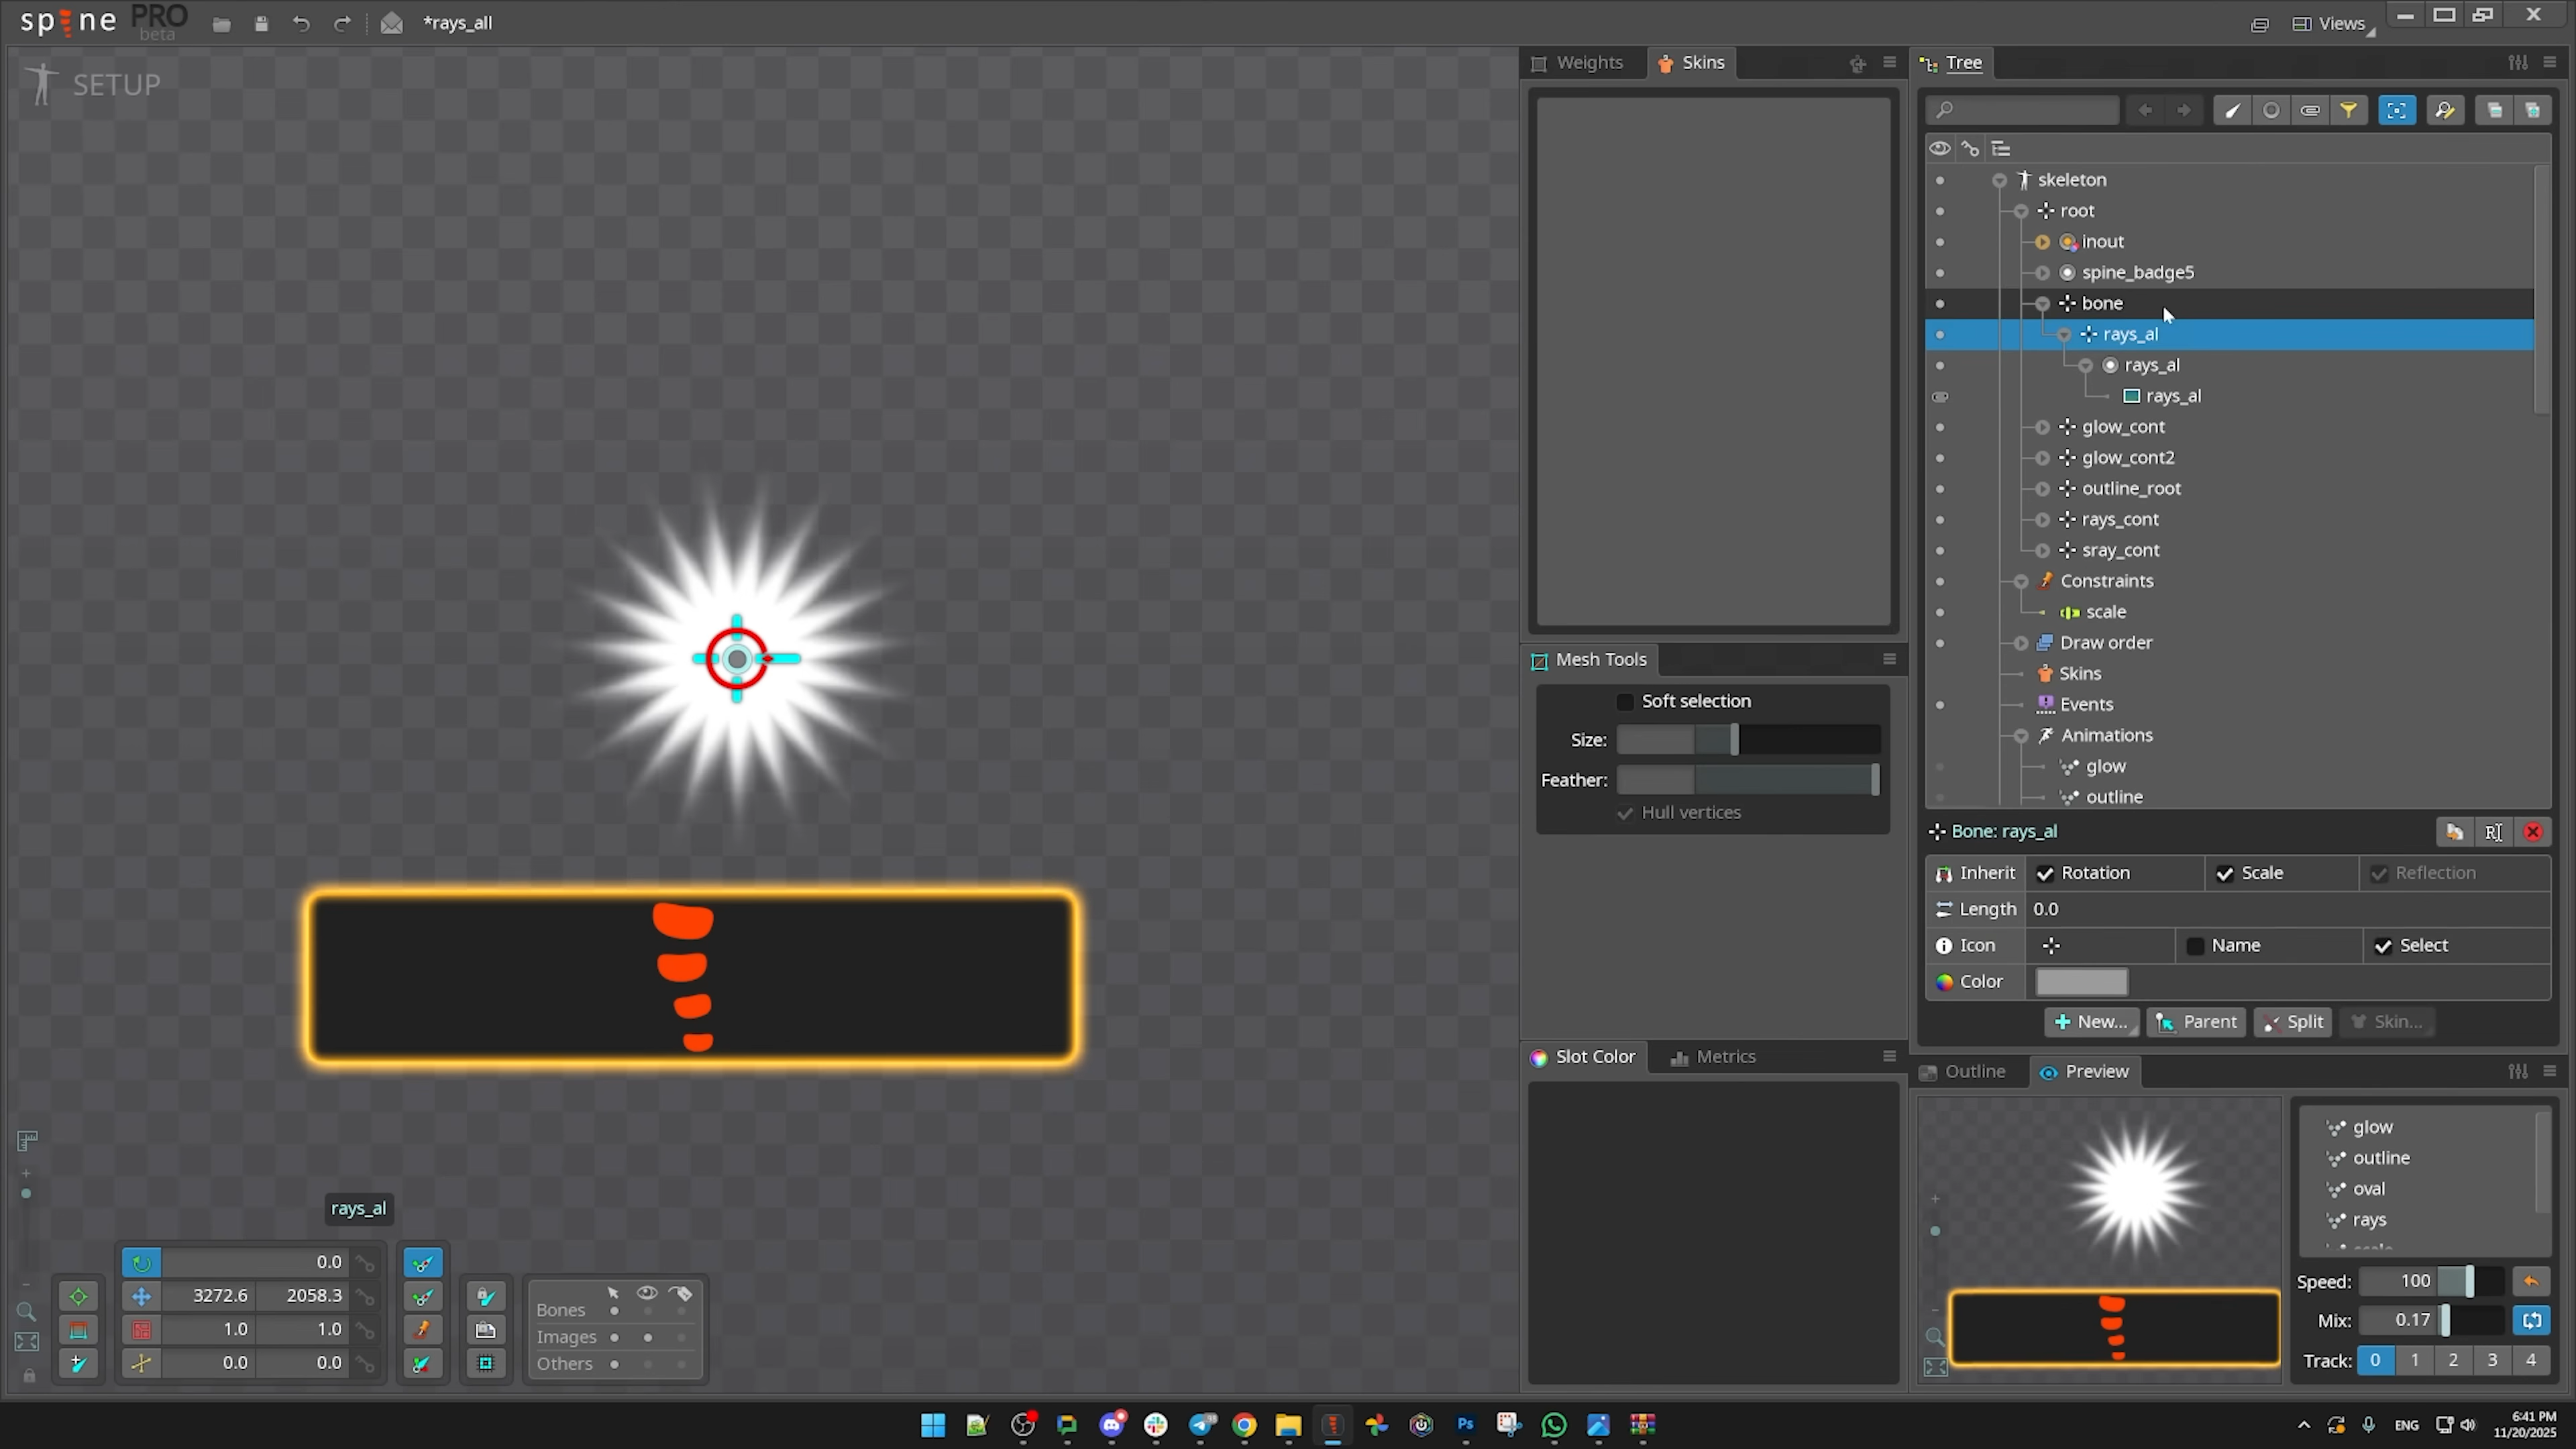 spine PRO
beta
*rays_all
Views
SETUP
Weights
Skins
Tree
skeleton
root
inout
spine_badge5
bone
rays_al
rays_al
rays_al
glow_cont
glow_cont2
outline_root
rays_cont
sray_cont
Constraints
scale
Draw order
Skins
Events
Animations
glow
outline
Mesh Tools
Soft selection
Size:
Feather:
Hull vertices
Bone: rays_al
Inherit Rotation Scale Reflection
Length 0.0
Icon Name Select
Color
New... Parent Split Skin...
Slot Color
Metrics
Outline
Preview
glow
outline
oval
rays
scale
Speed: 100
Mix: 0.17
Track: 0 1 2 3 4
rays_al
0.0
3272.6 2058.3
1.0 1.0
0.0 0.0
Bones
Images
Others
Ps
ENG
6:41 PM
11/20/2025